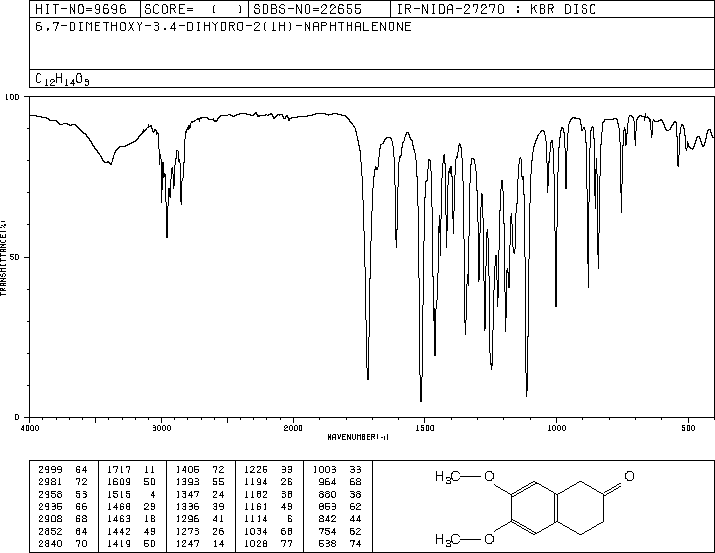 HIT-NO=9696 SCORE= ( ) SDBS-NO=22655 IR-NIDA-27270 : KBR DISC
6,7-DIMETHOXY-3,4-DIHYDRO-2(1H)-NAPHTHALENONE
C12H14O3
100
TRANSMITTANCE(%)
50
0
4000 3000 2000 1500 1000 500
WAVENUMBER(-1)
2999 64 1717 11 1406 72 1226 33 1003 33
2981 72 1609 50 1393 55 1194 26 964 68
2958 53 1515 4 1347 24 1182 38 880 38
2935 66 1468 29 1336 39 1161 49 853 62
2908 68 1463 18 1296 41 1114 6 842 44
2852 64 1442 49 1273 26 1034 68 754 62
2840 70 1419 50 1247 14 1028 77 538 74
H3C O
O
H3C O